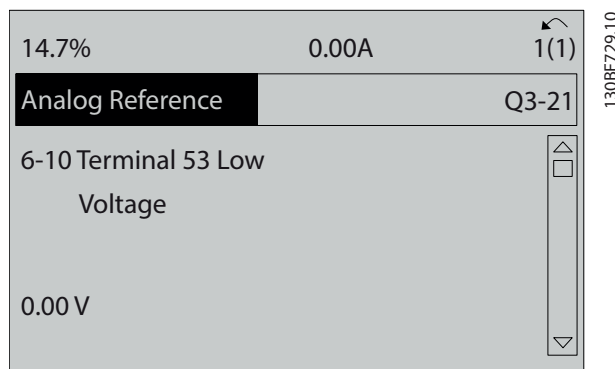 14.7% 0.00A 1(1)
Analog Reference Q3-21
6-10 Terminal 53 Low
Voltage
0.00 V
130BF729.10